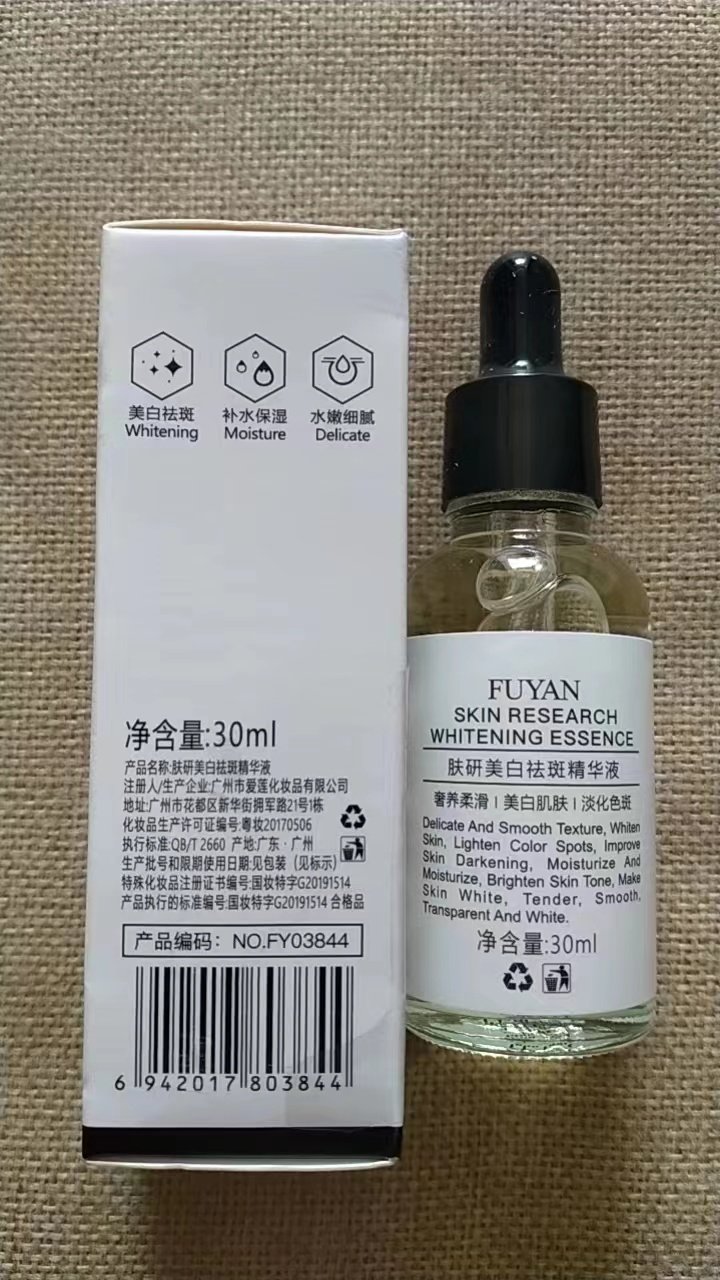 美白祛斑 补水保湿 水嫩细腻
Whitening Moisture Delicate
净含量:30ml
产品名称:肤研美白祛斑精华液
注册人/生产企业:广州市爱莲化妆品有限公司
地址:广州市花都区新华街拥军路21号1栋
化妆品生产许可证编号:粤妆20170506
执行标准:QB/T 2660 产地:广东·广州
生产批号和限期使用日期:见包装(见标示)
特殊化妆品注册证书编号:国妆特字G20191514
产品执行的标准编号:国妆特字G20191514 合格品
产品编码: NO.FY03844
6 942017 803844
FUYAN
SKIN RESEARCH
WHITENING ESSENCE
肤研美白祛斑精华液
奢养柔滑 | 美白肌肤 | 淡化色斑
Delicate And Smooth Texture, Whiten
Skin, Lighten Color Spots, Improve
Skin Darkening, Moisturize And
Moisturize, Brighten Skin Tone, Make
Skin White, Tender, Smooth,
Transparent And White.
净含量:30ml